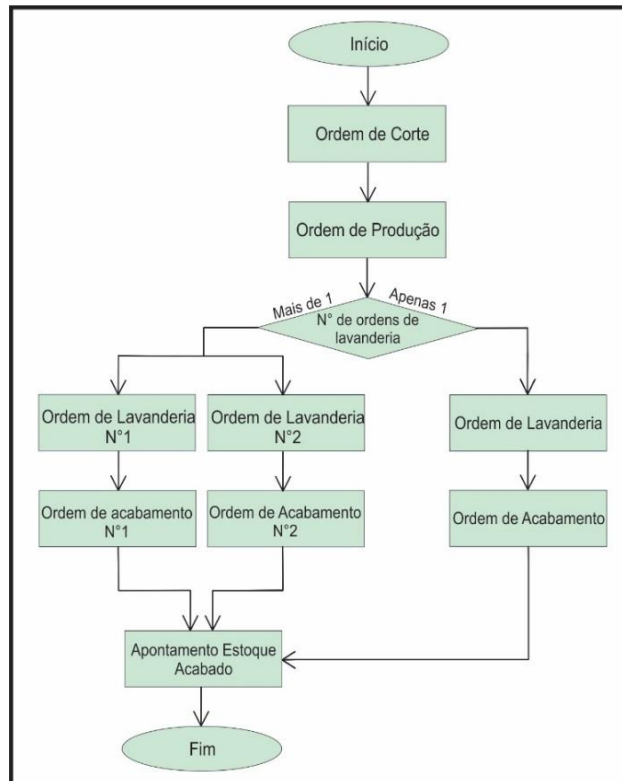 Início
Ordem de Corte
Ordem de Produção
Mais de 1
Apenas 1
N° de ordens de
lavanderia
Ordem de Lavanderia
N°1
Ordem de Lavanderia
N°2
Ordem de Lavanderia
Ordem de acabamento
N°1
Ordem de Acabamento
N°2
Ordem de Acabamento
Apontamento Estoque
Acabado
Fim